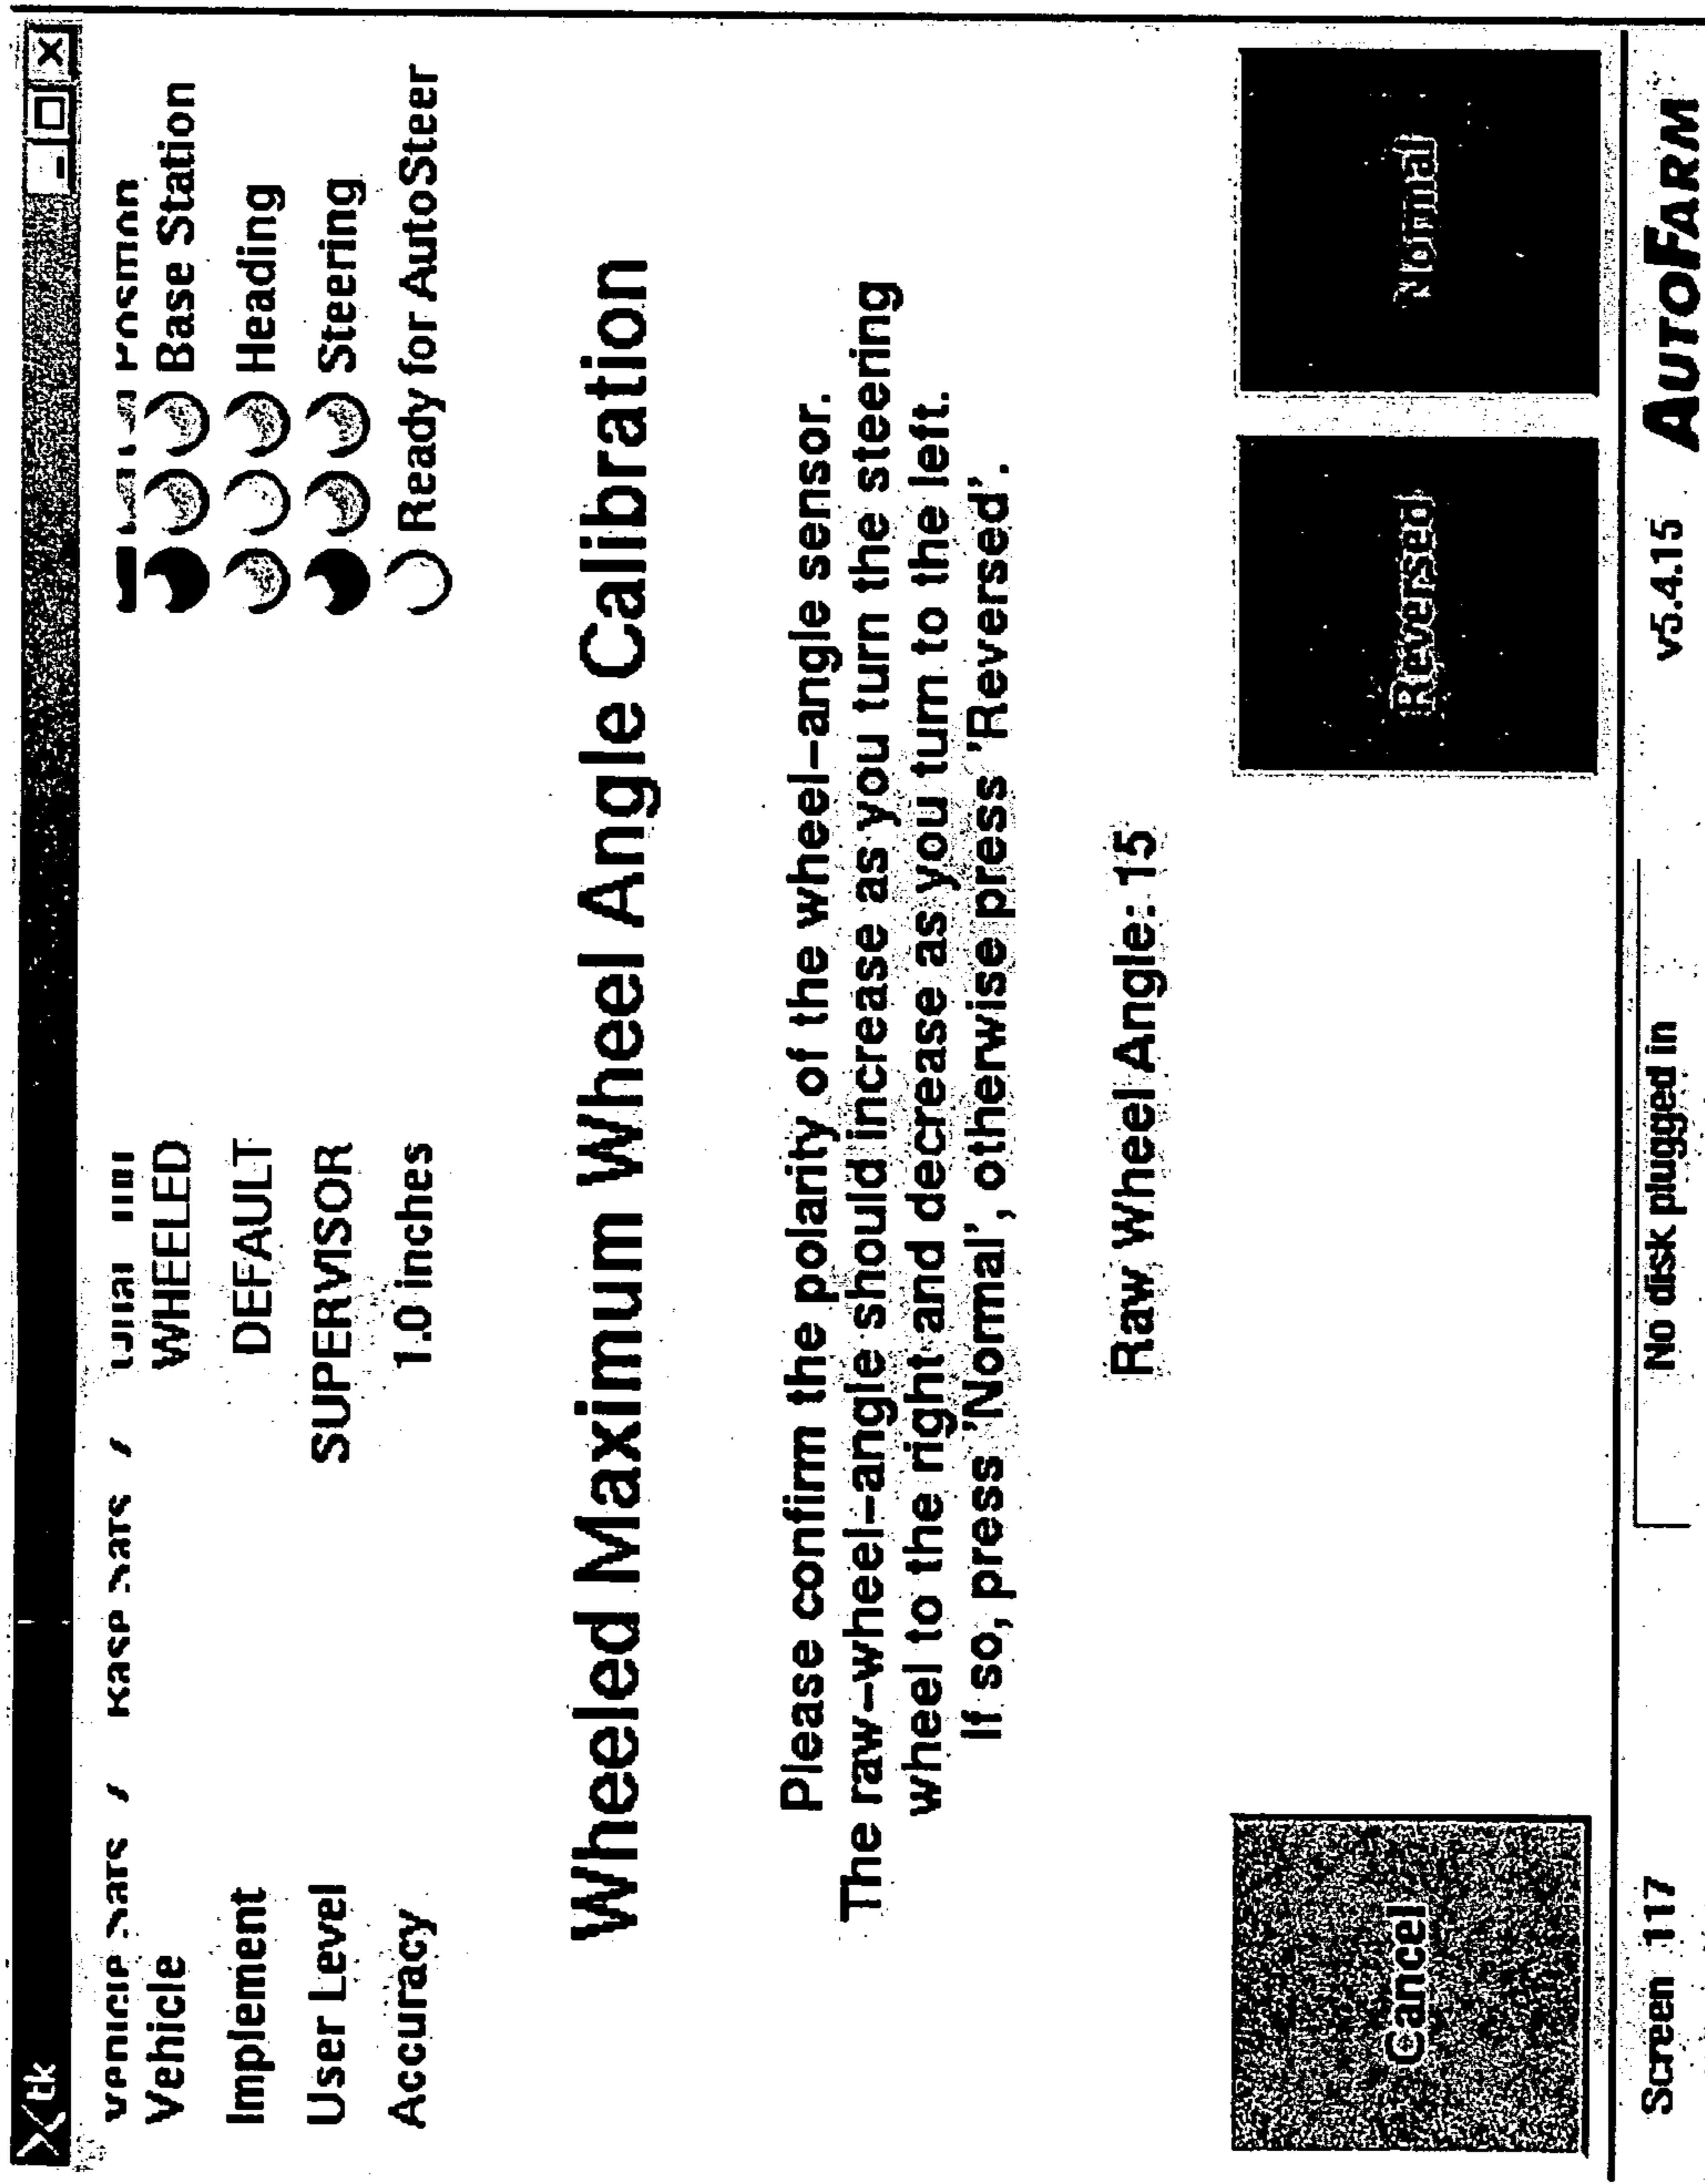 tk
Vehicle WHEELED Base Station
Implement DEFAULT Heading
User Level SUPERVISOR Steering
Accuracy 1.0 inches Ready for AutoSteer
Wheeled Maximum Wheel Angle Calibration
Please confirm the polarity of the wheel-angle sensor.
The raw-wheel-angle should increase as you turn the steering
wheel to the right and decrease as you turn to the left.
If so, press 'Normal', otherwise press 'Reversed'.
Raw Wheel Angle: 15
Cancel Reversed Normal
Screen 117 No disk plugged in v5.4.15 AUTOFARM